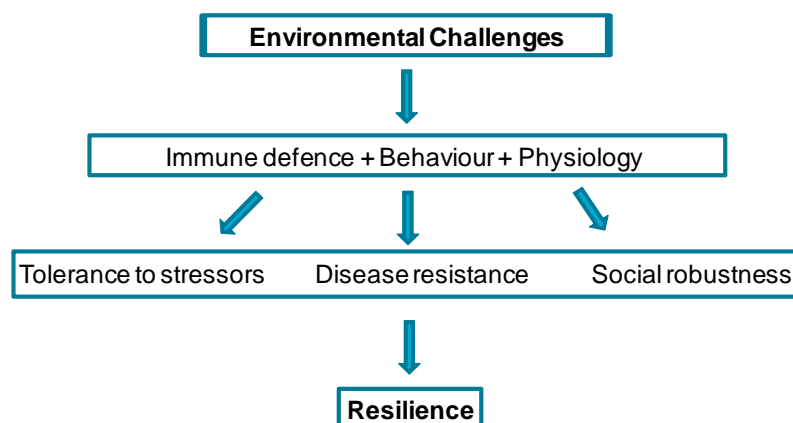 Environmental Challenges
Immune defence + Behaviour + Physiology
Tolerance to stressors Disease resistance Social robustness
Resilience